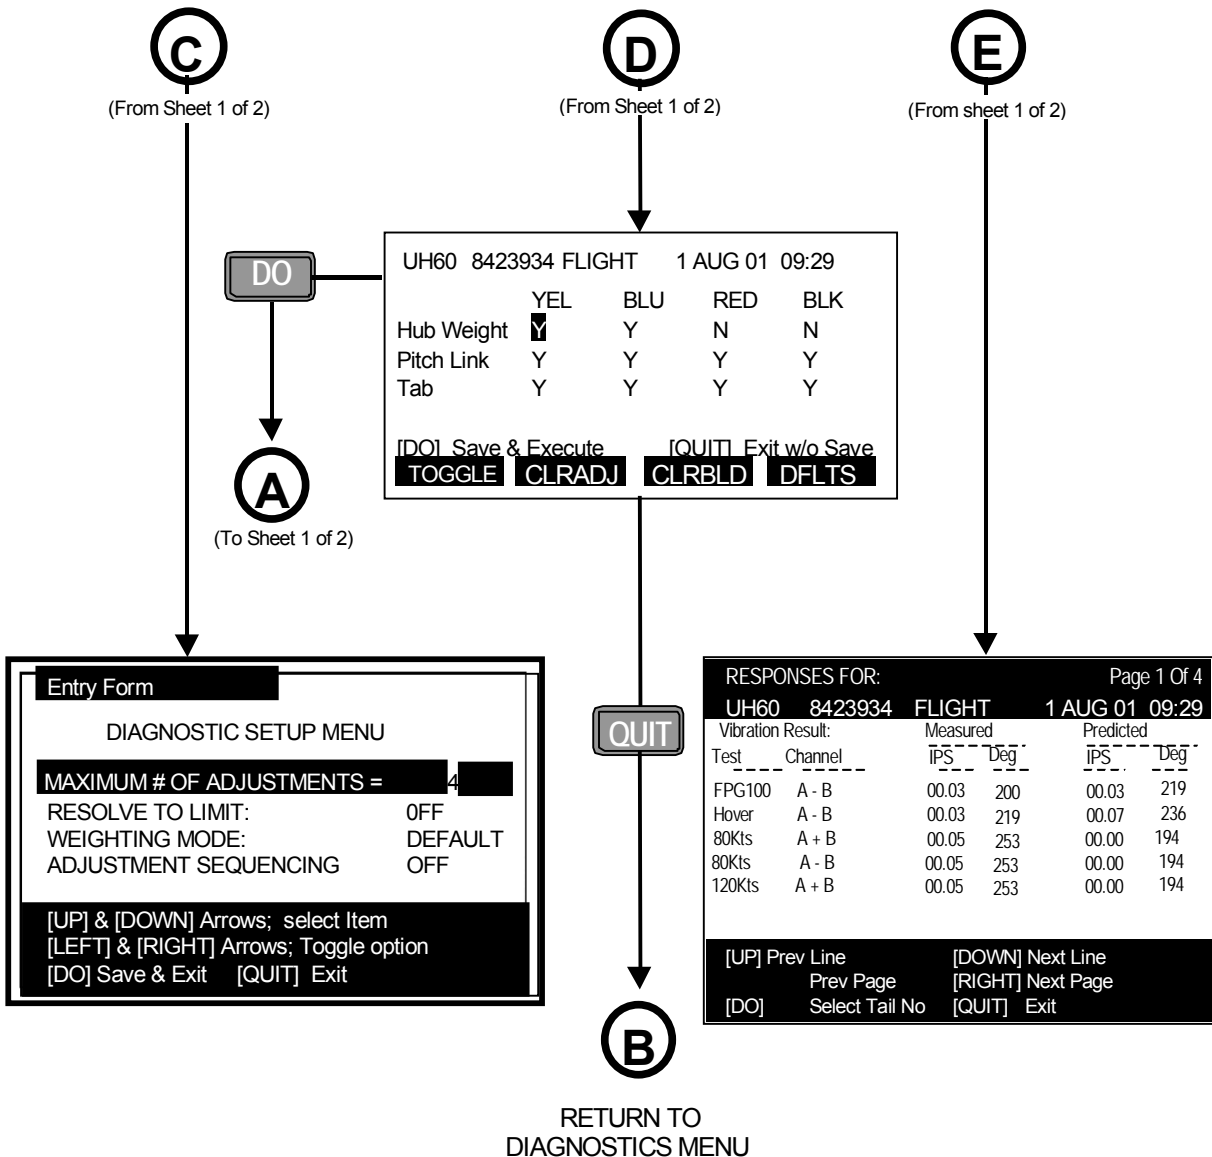 C
(From Sheet 1 of 2)
D
(From Sheet 1 of 2)
E
(From sheet 1 of 2)
DO
UH60 8423934 FLIGHT 1 AUG 01 09:29
YEL BLU RED BLK
Hub Weight Y Y N N
Pitch Link Y Y Y Y
Tab Y Y Y Y
[DO] Save & Execute [QUIT] Exit w/o Save
TOGGLE CLRADJ CLRBLD DFLTS
A
(To Sheet 1 of 2)
Entry Form
DIAGNOSTIC SETUP MENU
MAXIMUM # OF ADJUSTMENTS = 4
RESOLVE TO LIMIT: 0FF
WEIGHTING MODE: DEFAULT
ADJUSTMENT SEQUENCING OFF
[UP] & [DOWN] Arrows; select Item
[LEFT] & [RIGHT] Arrows; Toggle option
[DO] Save & Exit [QUIT] Exit
QUIT
RESPONSES FOR: Page 1 Of 4
UH60 8423934 FLIGHT 1 AUG 01 09:29
Vibration Result: Measured Predicted
Test Channel IPS Deg IPS Deg
FPG100 A - B 00.03 200 00.03 219
Hover A - B 00.03 219 00.07 236
80Kts A + B 00.05 253 00.00 194
80Kts A - B 00.05 253 00.00 194
120Kts A + B 00.05 253 00.00 194
[UP] Prev Line [DOWN] Next Line
Prev Page [RIGHT] Next Page
[DO] Select Tail No [QUIT] Exit
B
RETURN TO
DIAGNOSTICS MENU